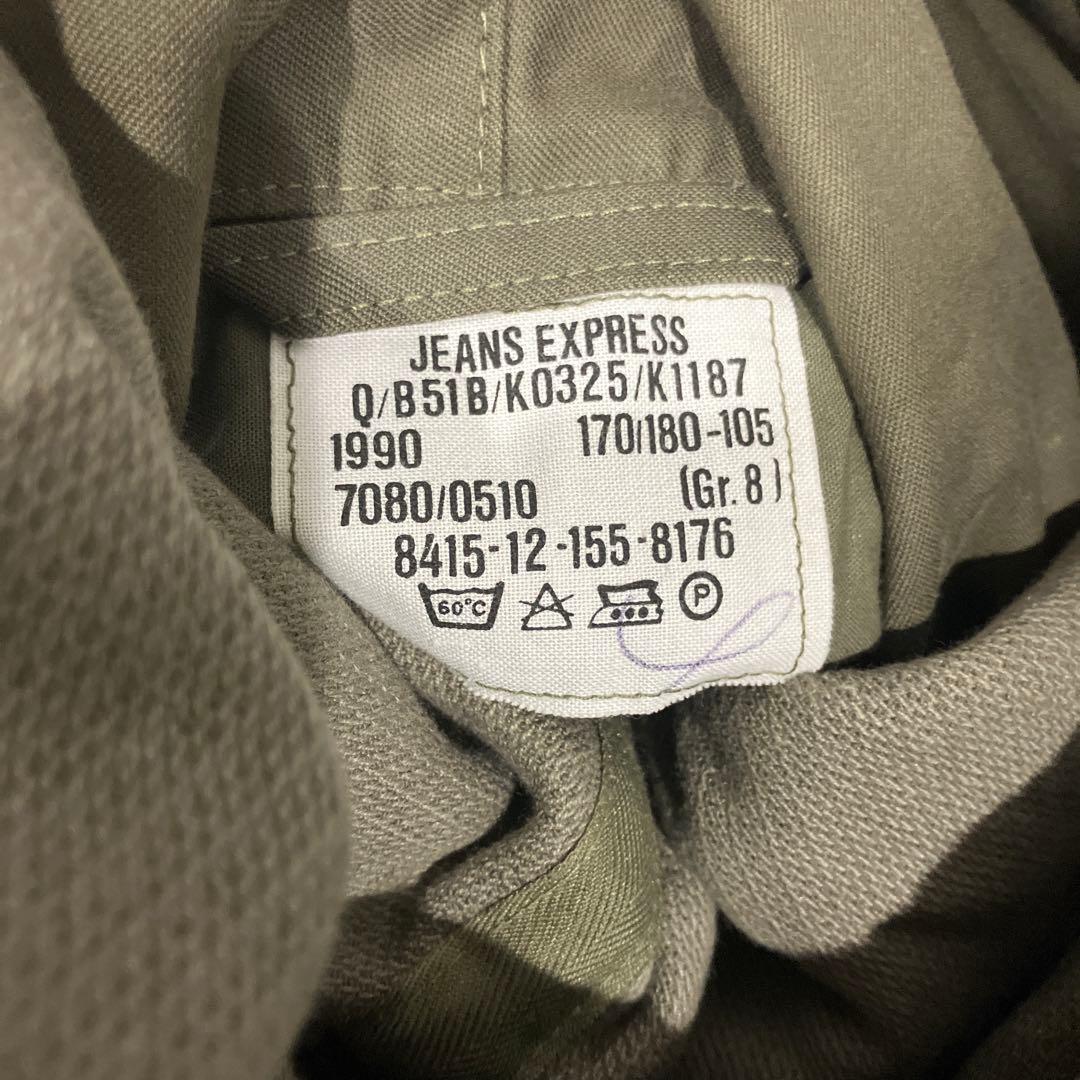 JEANS EXPRESS
Q/B51B/K0325/K1187
1990 170/180-105
7080/0510 (Gr. 8)
8415-12-155-8176
60°C P